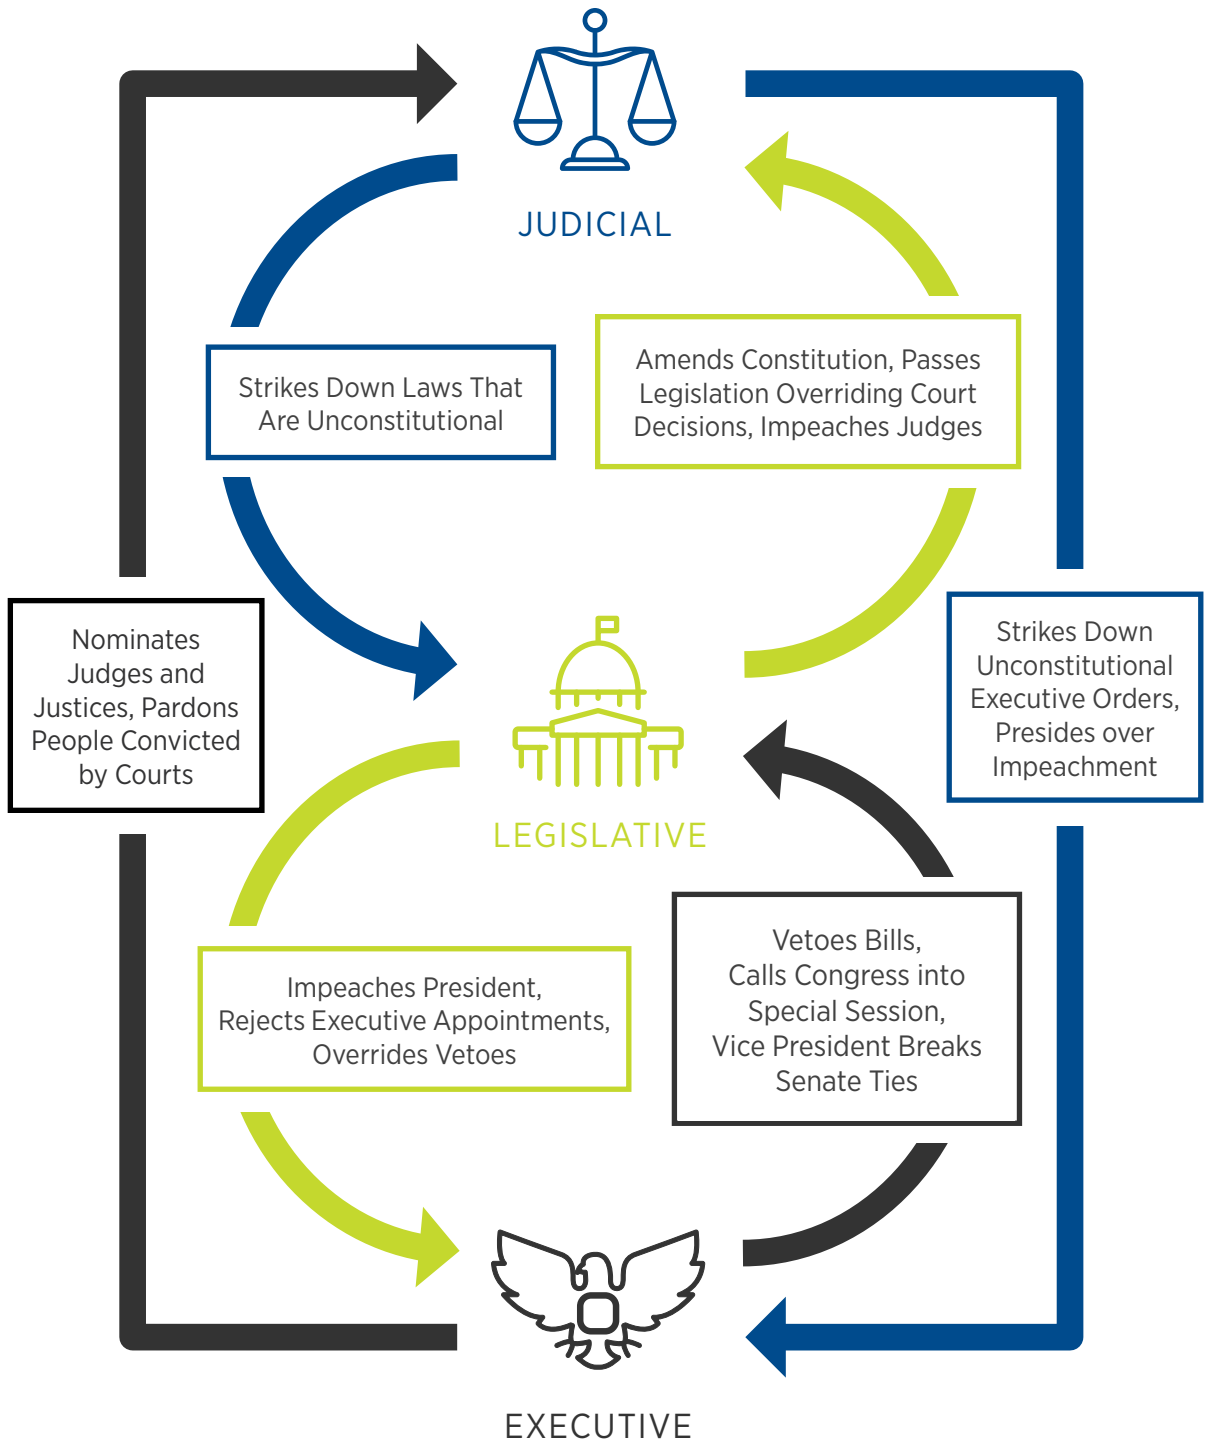 JUDICIAL
Strikes Down Laws That
Are Unconstitutional
Amends Constitution, Passes
Legislation Overriding Court
Decisions, Impeaches Judges
Nominates
Judges and
Justices, Pardons
People Convicted
by Courts
Strikes Down
Unconstitutional
Executive Orders,
Presides over
Impeachment
LEGISLATIVE
Impeaches President,
Rejects Executive Appointments,
Overrides Vetoes
Vetoes Bills,
Calls Congress into
Special Session,
Vice President Breaks
Senate Ties
EXECUTIVE